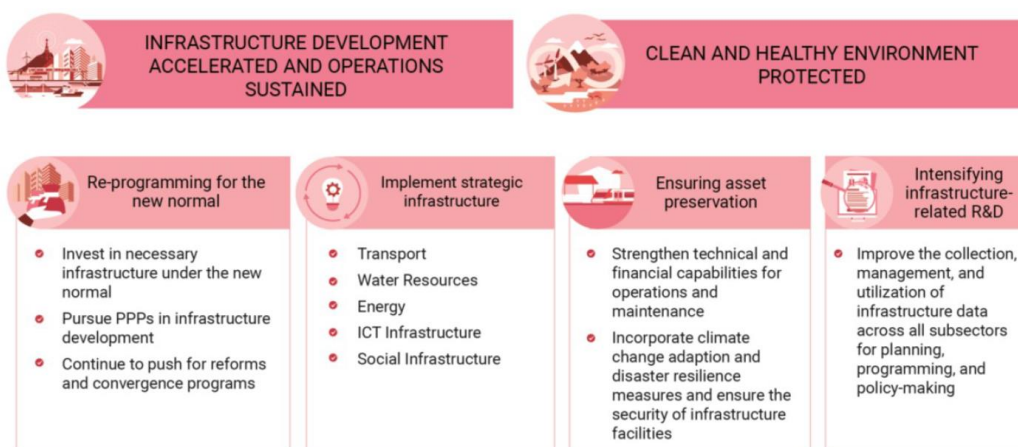 INFRASTRUCTURE DEVELOPMENT
ACCELERATED AND OPERATIONS
SUSTAINED
CLEAN AND HEALTHY ENVIRONMENT
PROTECTED
Re-programming for the
new normal
Invest in necessary
infrastructure under the new
normal
Pursue PPPs in infrastructure
development
Continue to push for reforms
and convergence programs
Implement strategic
infrastructure
Transport
Water Resources
Energy
ICT Infrastructure
Social Infrastructure
Ensuring asset
preservation
Strengthen technical and
financial capabilities for
operations and
maintenance
Incorporate climate
change adaption and
disaster resilience
measures and ensure the
security of infrastructure
facilities
Intensifying
infrastructure-
related R&D
Improve the collection,
management, and
utilization of
infrastructure data
across all subsectors
for planning,
programming, and
policy-making